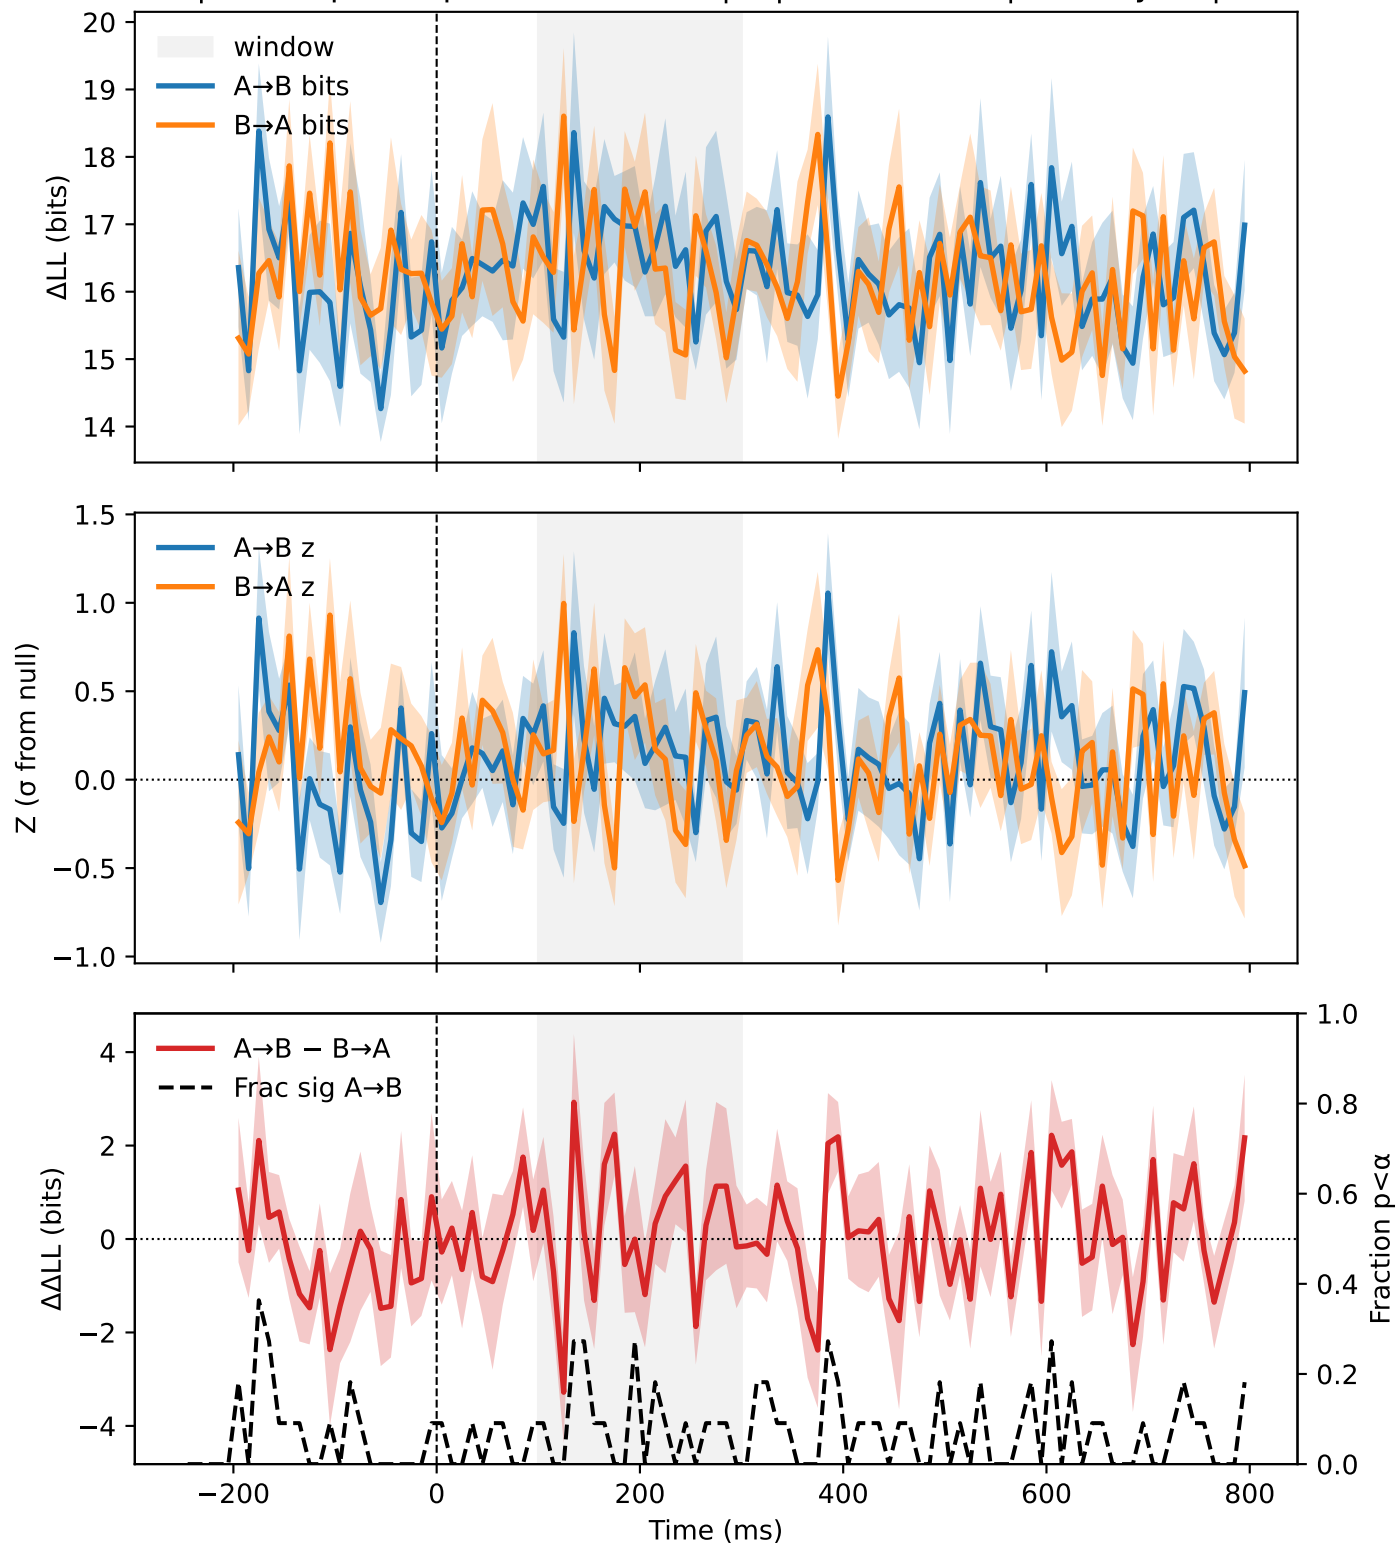 20
19
18
17
16
15
14
ΔLL (bits)
window
A→B bits
B→A bits
1.5
1.0
0.5
0.0
−0.5
−1.0
Z (σ from null)
A→B z
B→A z
4
2
0
−2
−4
ΔΔLL (bits)
A→B − B→A
Frac sig A→B
1.0
0.8
0.6
0.4
0.2
0.0
Fraction p<α
−200 0 200 400 600 800
Time (ms)